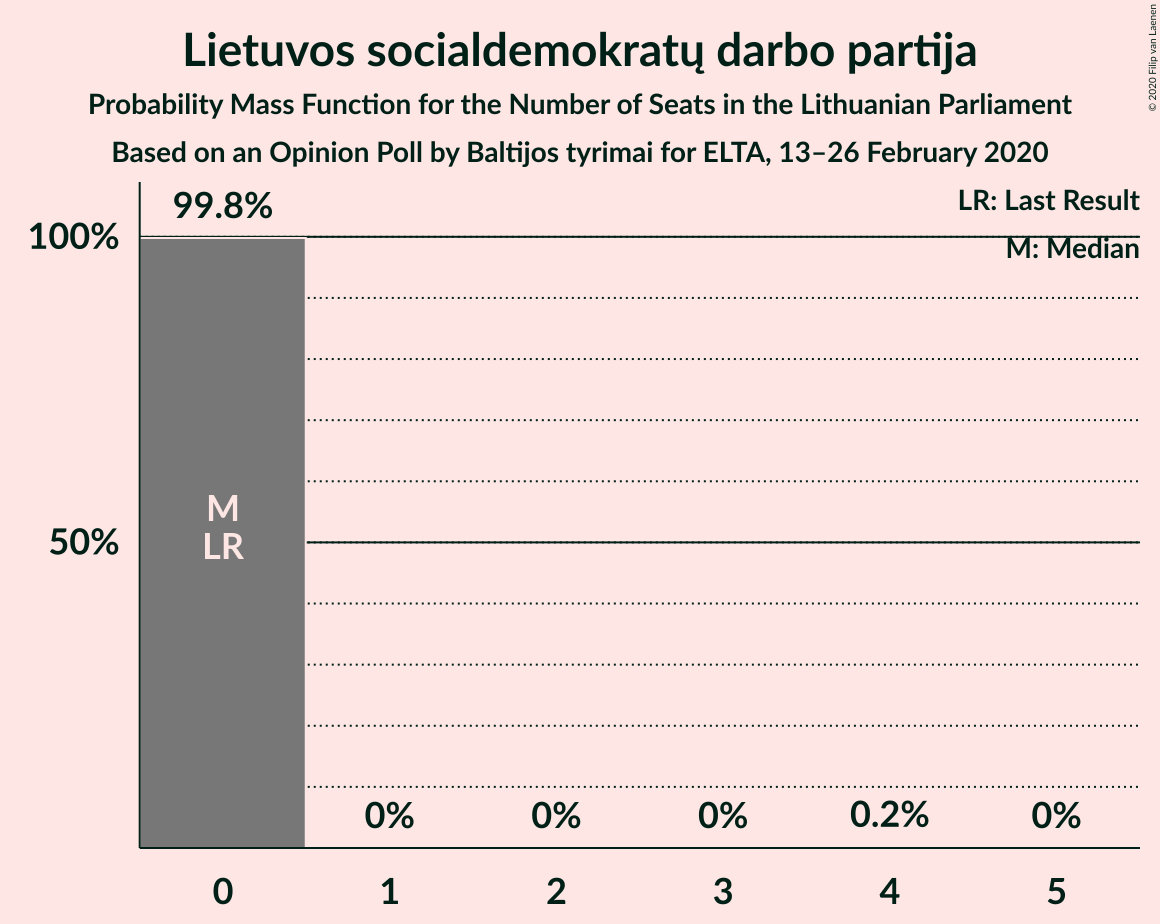 Lietuvos socialdemokratų darbo partija
Probability Mass Function for the Number of Seats in the Lithuanian Parliament
Based on an Opinion Poll by Baltijos tyrimai for ELTA, 13–26 February 2020
© 2020 Filip van Laenen
LR: Last Result
M: Median
99.8%
100%
50%
M
LR
0% 0% 0% 0.2% 0%
0 1 2 3 4 5